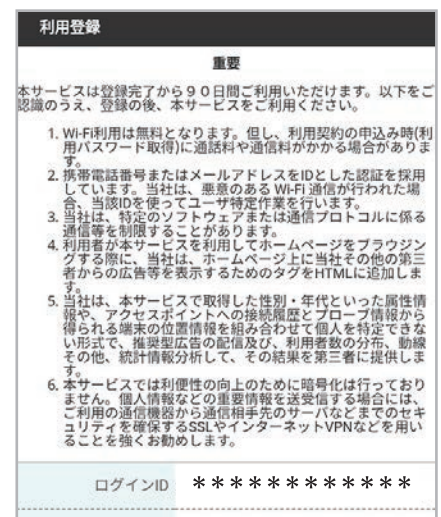 利用登録
重要
本サービスは登録完了から９０日間ご利用いただけます。以下をご
認識のうえ、登録の後、本サービスをご利用ください。
1. Wi-Fi利用は無料となります。但し、利用契約の申込み時(利
用パスワード取得)に通話料や通信料がかかる場合がありま
す。
2. 携帯電話番号またはメールアドレスをIDとした認証を採用
しています。当社は、悪意のある Wi-Fi 通信が行われた場
合、当該IDを使ってユーザ特定作業を行います。
3. 当社は、特定のソフトウェアまたは通信プロトコルに係る
通信等を制限することがあります。
4. 利用者が本サービスを利用してホームページをブラウジン
グする際に、当社は、ホームページ上に当社その他の第三
者からの広告等を表示するためのタグをHTMLに追加しま
す。
5. 当社は、本サービスで取得した性別・年代といった属性情
報や、アクセスポイントへの接続履歴とプローブ情報から
得られる端末の位置情報を組み合わせて個人を特定できな
い形式で、推奨型広告の配信及び、利用者数の分布、動線
その他、統計情報分析して、その結果を第三者に提供しま
す。
6. 本サービスでは利便性の向上のために暗号化は行っており
ません。個人情報などの重要情報を送受信する場合には、
ご利用の通信機器から通信相手先のサーバなどまでのセキ
ュリティを確保するSSLやインターネットVPNなどを用い
ることを強くお勧めします。
ログインID ************